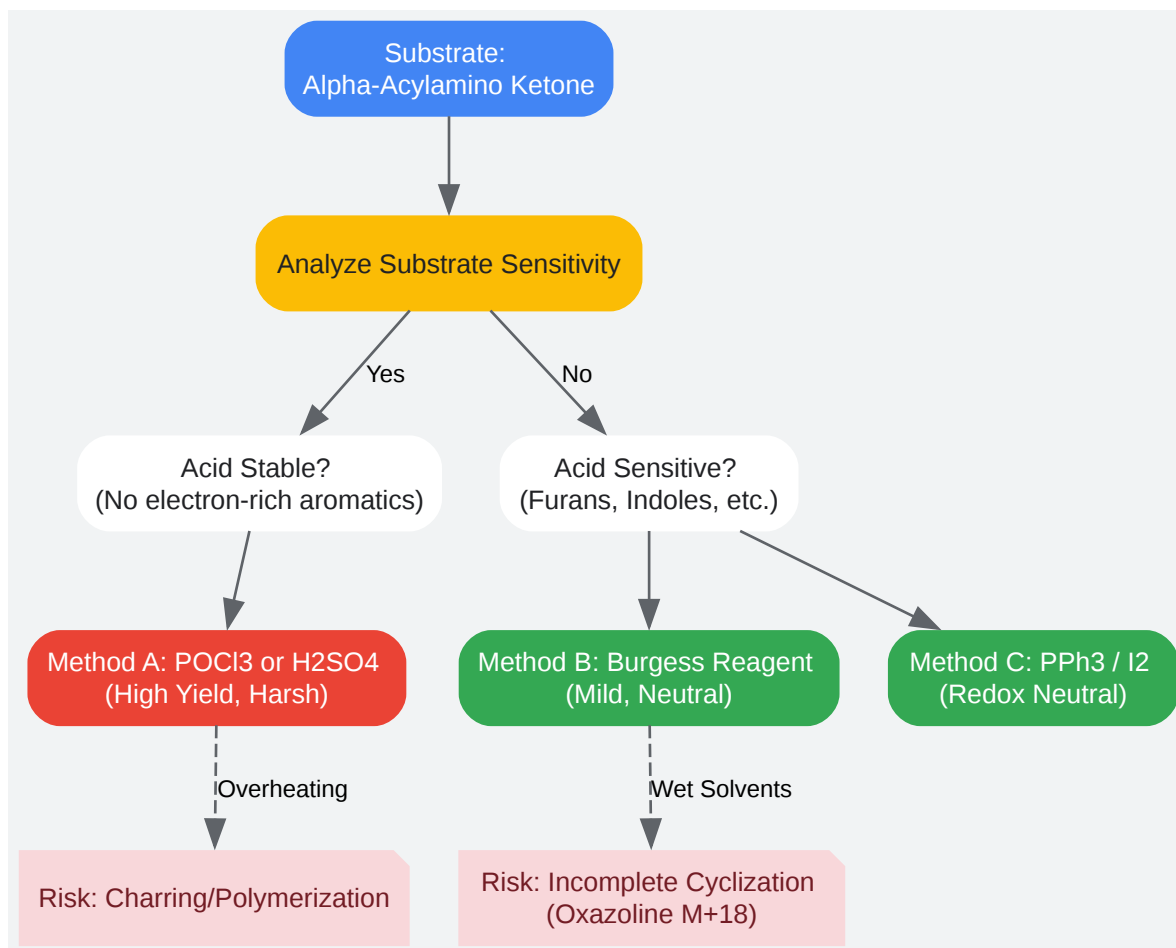 Substrate:
Alpha-Acylamino Ketone
Analyze Substrate Sensitivity
Yes
No
Acid Stable?
(No electron-rich aromatics)
Acid Sensitive?
(Furans, Indoles, etc.)
Method A: POCl3 or H2SO4
(High Yield, Harsh)
Method B: Burgess Reagent
(Mild, Neutral)
Method C: PPh3 / I2
(Redox Neutral)
Overheating
Wet Solvents
Risk: Charring/Polymerization
Risk: Incomplete Cyclization
(Oxazoline M+18)